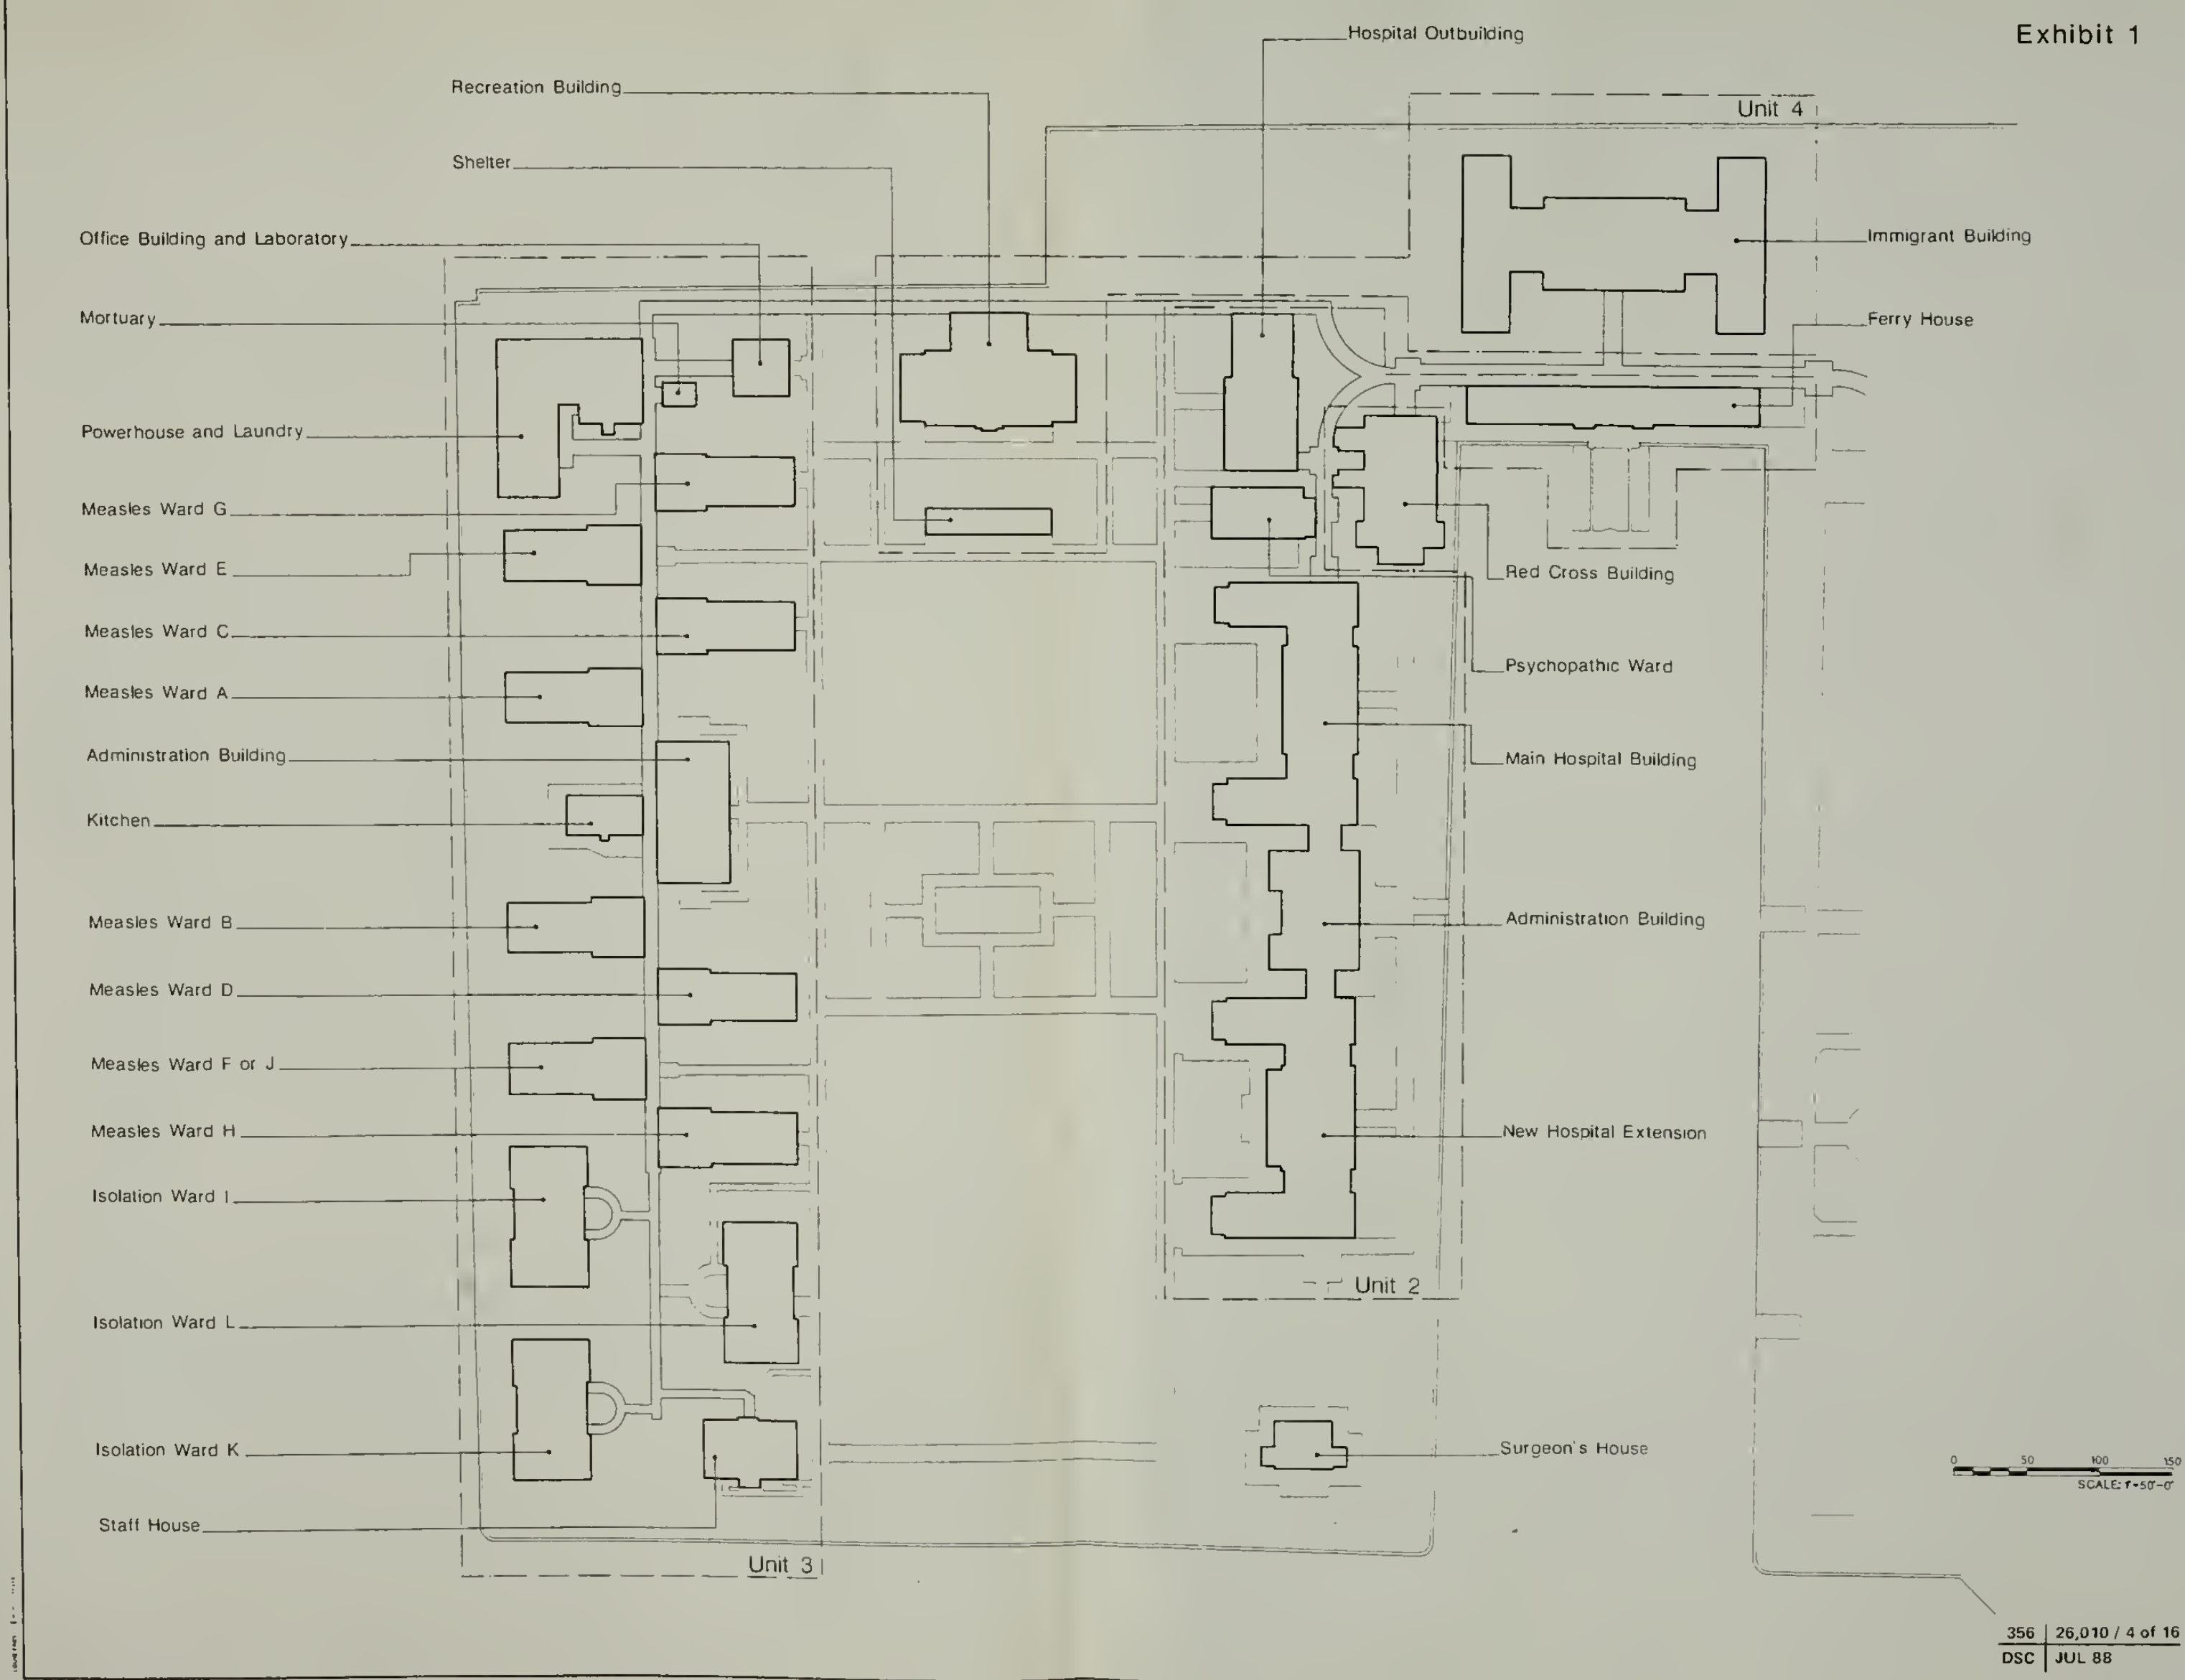 Exhibit 1
Hospital Outbuilding
Recreation Building
Unit 4
Shelter
Office Building and Laboratory
Immigrant Building
Mortuary
Ferry House
Powerhouse and Laundry
Measles Ward G
Measles Ward E
Red Cross Building
Measles Ward C
Psychopathic Ward
Measles Ward A
Administration Building
Main Hospital Building
Kitchen
Measles Ward B
Administration Building
Measles Ward D
Measles Ward F or J
Measles Ward H
New Hospital Extension
Isolation Ward I
Unit 2
Isolation Ward L
Isolation Ward K
Surgeon's House
0 50 100 150
SCALE: 1"=50'-0"
Staff House
Unit 3
356 26,010 / 4 of 16
DSC JUL 88